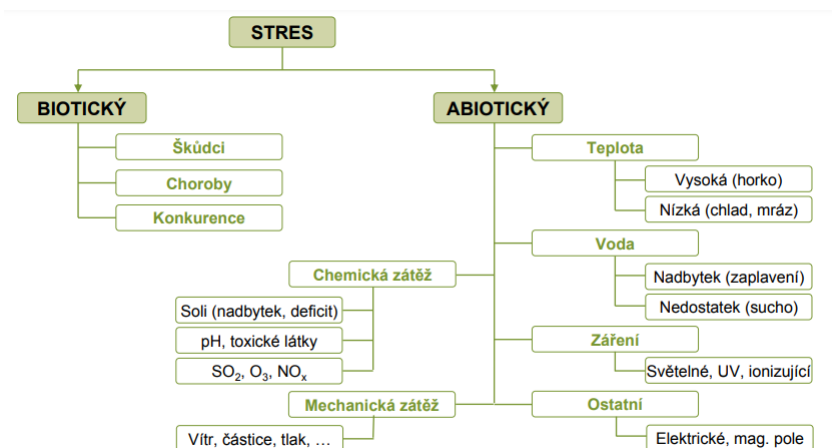 STRES
BIOTICKÝ
Škůdci
Choroby
Konkurence
ABIOTICKÝ
Teplota
Vysoká (horko)
Nízká (chlad, mráz)
Voda
Nadbytek (zaplavení)
Nedostatek (sucho)
Chemická zátěž
Soli (nadbytek, deficit)
pH, toxické látky
SO₂, O₃, NOₓ
Záření
Světelné, UV, ionizující
Mechanická zátěž
Vítr, částice, tlak, ...
Ostatní
Elektrické, mag. pole